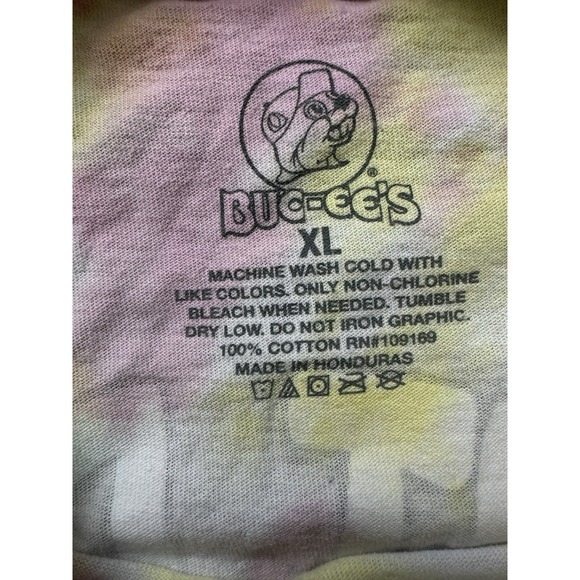 BUC-EE'S
XL
MACHINE WASH COLD WITH
LIKE COLORS. ONLY NON-CHLORINE
BLEACH WHEN NEEDED. TUMBLE
DRY LOW. DO NOT IRON GRAPHIC.
100% COTTON RN#109169
MADE IN HONDURAS